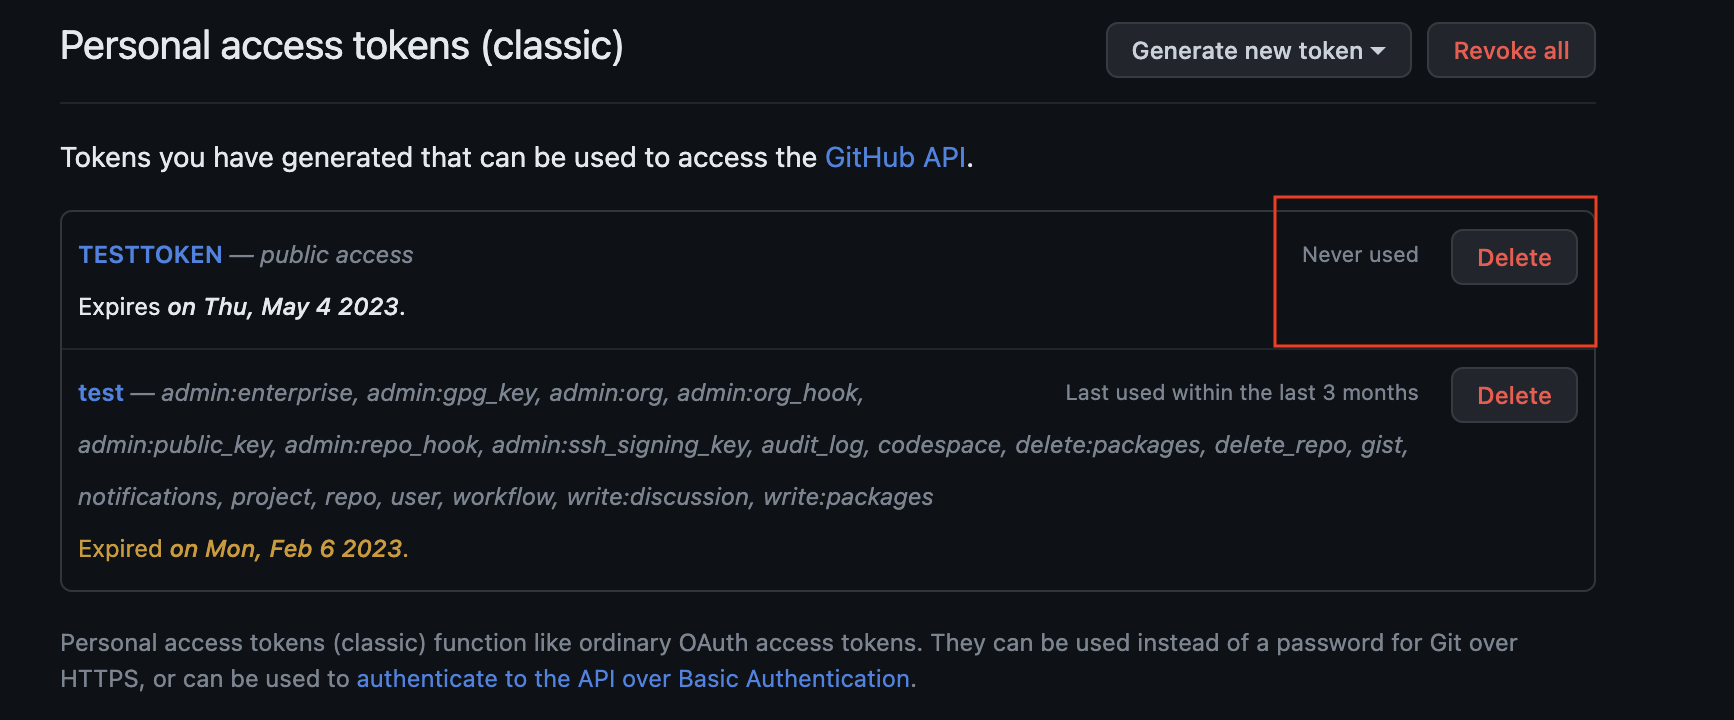 Personal access tokens (classic)
Generate new token
Revoke all
Tokens you have generated that can be used to access the GitHub API.
TESTTOKEN — public access
Never used
Delete
Expires on Thu, May 4 2023.
test — admin:enterprise, admin:gpg_key, admin:org, admin:org_hook,
Last used within the last 3 months
Delete
admin:public_key, admin:repo_hook, admin:ssh_signing_key, audit_log, codespace, delete:packages, delete_repo, gist,
notifications, project, repo, user, workflow, write:discussion, write:packages
Expired on Mon, Feb 6 2023.
Personal access tokens (classic) function like ordinary OAuth access tokens. They can be used instead of a password for Git over
HTTPS, or can be used to authenticate to the API over Basic Authentication.